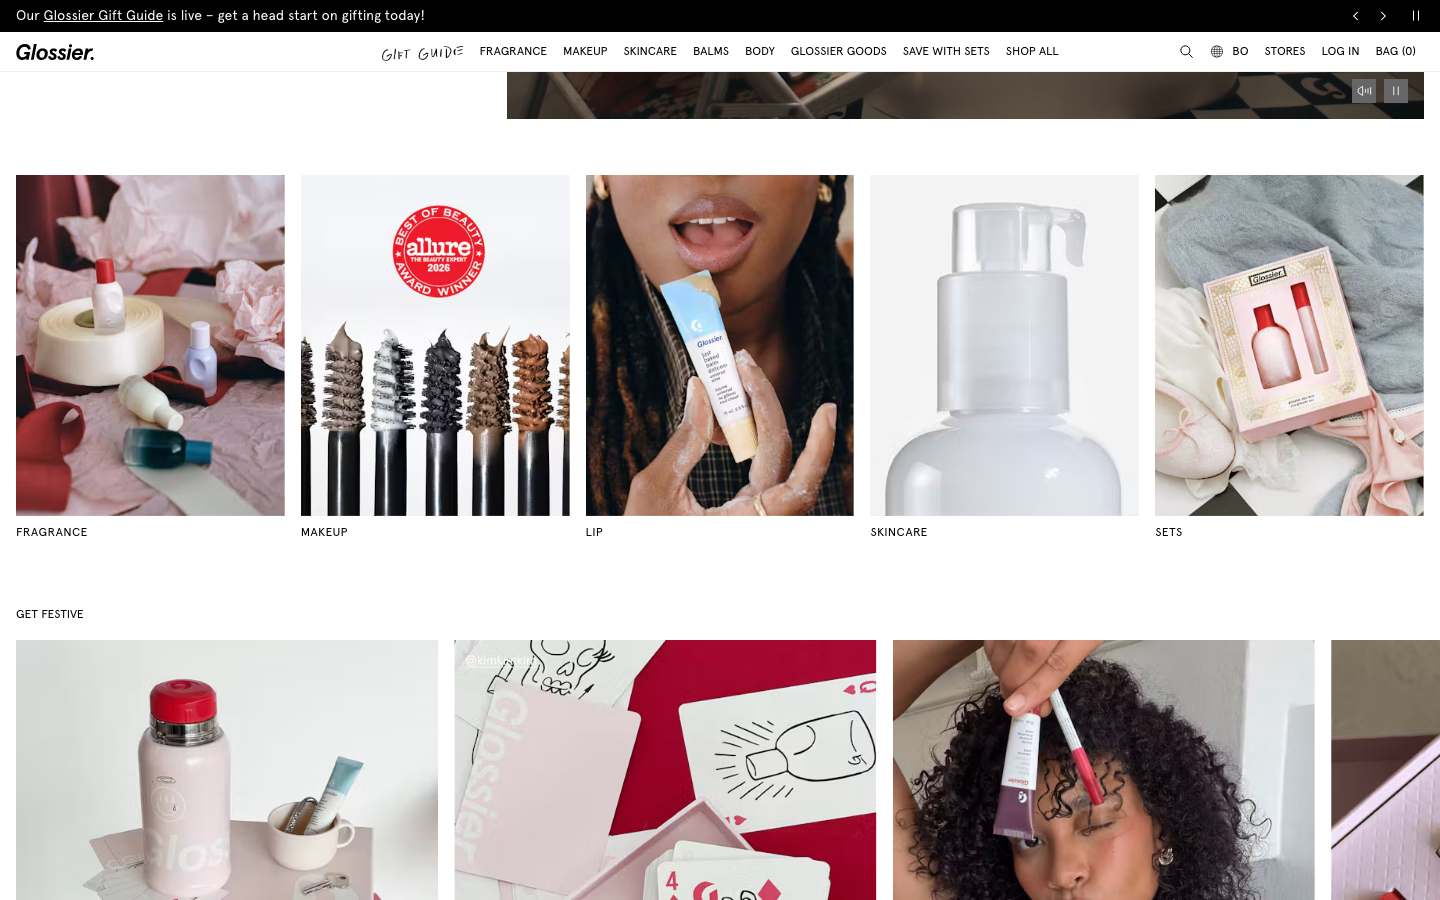 Our Glossier Gift Guide is live – get a head start on gifting today!
Glossier.
GIFT GUIDE
FRAGRANCE
MAKEUP
SKINCARE
BALMS
BODY
GLOSSIER GOODS
SAVE WITH SETS
SHOP ALL
BO
STORES
LOG IN
BAG (0)
BEST OF BEAUTY
allure
THE BEAUTY EXPERT
2026
AWARD WINNER
Glossier.
Glossier.
FRAGRANCE
MAKEUP
LIP
SKINCARE
SETS
GET FESTIVE
Glossier
4